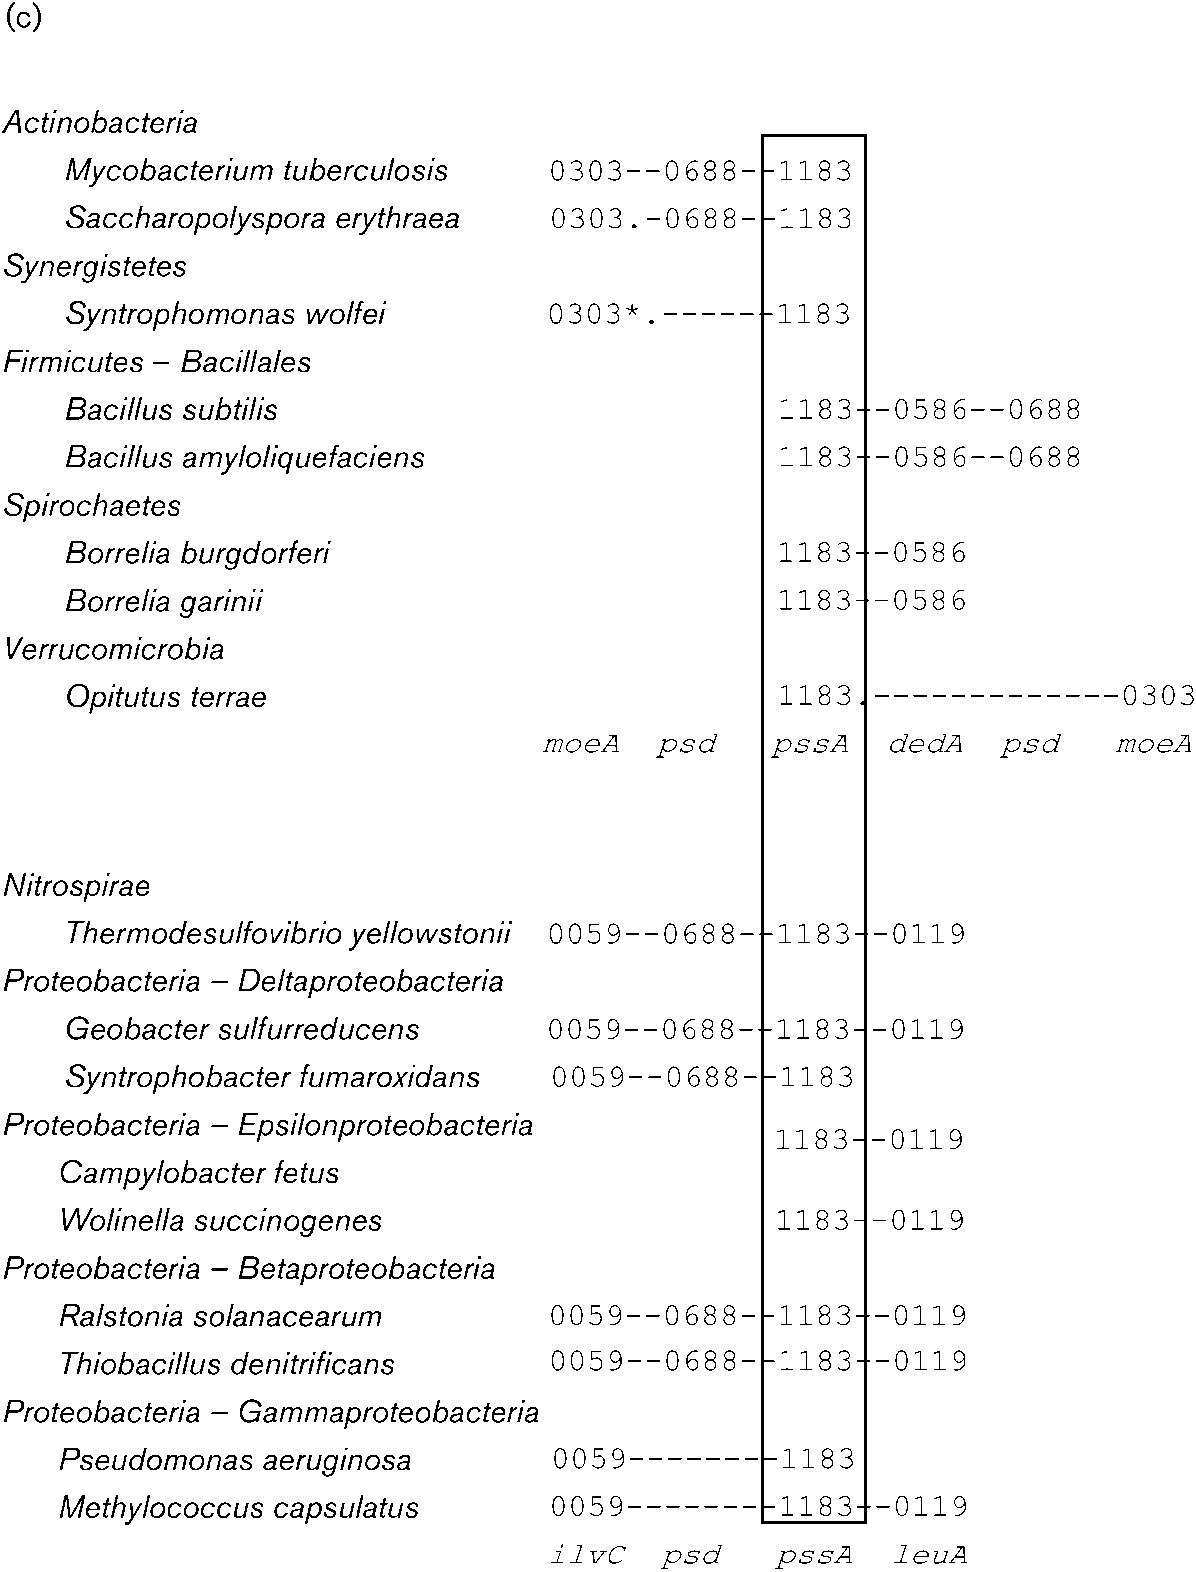 (c)
Actinobacteria
Mycobacterium tuberculosis 0303--0688--1183
Saccharopolyspora erythraea 0303.-0688--1183
Synergistetes
Syntrophomonas wolfei 0303*.------1183
Firmicutes – Bacillales
Bacillus subtilis 1183--0586--0688
Bacillus amyloliquefaciens 1183--0586--0688
Spirochaetes
Borrelia burgdorferi 1183--0586
Borrelia garinii 1183--0586
Verrucomicrobia
Opitutus terrae 1183.-------------0303
moeA psd pssA dedA psd moeA
Nitrospirae
Thermodesulfovibrio yellowstonii 0059--0688--1183--0119
Proteobacteria – Deltaproteobacteria
Geobacter sulfurreducens 0059--0688--1183--0119
Syntrophobacter fumaroxidans 0059--0688--1183
Proteobacteria – Epsilonproteobacteria 1183--0119
Campylobacter fetus
Wolinella succinogenes 1183--0119
Proteobacteria – Betaproteobacteria
Ralstonia solanacearum 0059--0688--1183--0119
Thiobacillus denitrificans 0059--0688--1183--0119
Proteobacteria – Gammaproteobacteria
Pseudomonas aeruginosa 0059--------1183
Methylococcus capsulatus 0059--------1183--0119
ilvC psd pssA leuA